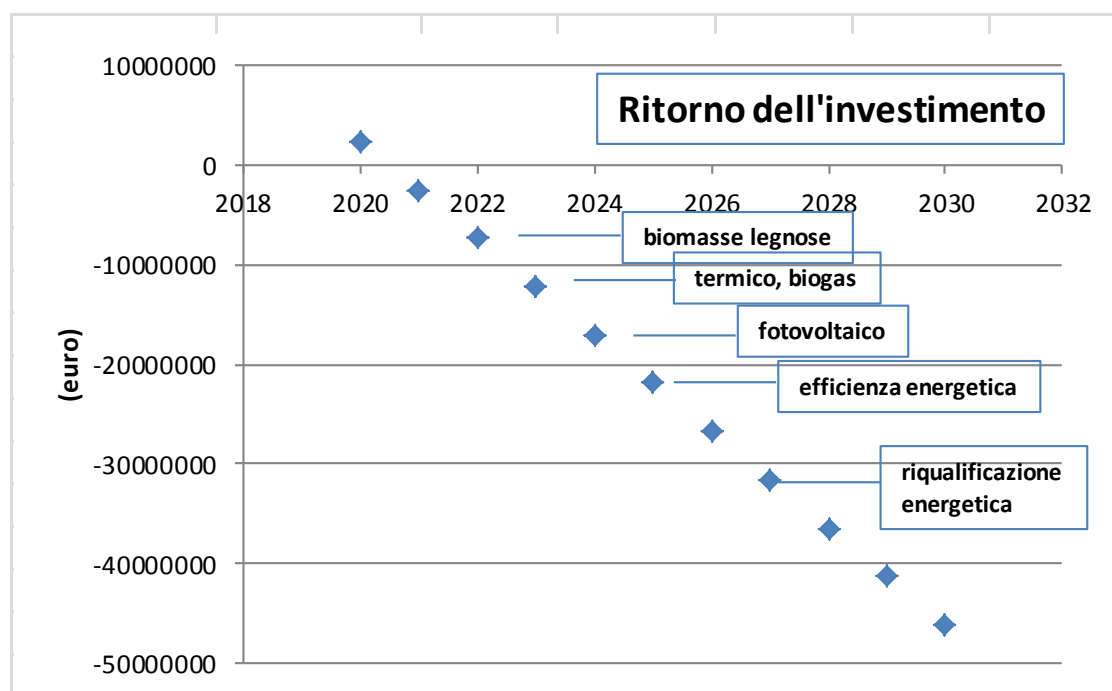 Ritorno dell'investimento
10000000
0
-10000000
-20000000
-30000000
-40000000
-50000000
2018 2020 2022 2024 2026 2028 2030 2032
(euro)
biomasse legnose
termico, biogas
fotovoltaico
efficienza energetica
riqualificazione
energetica